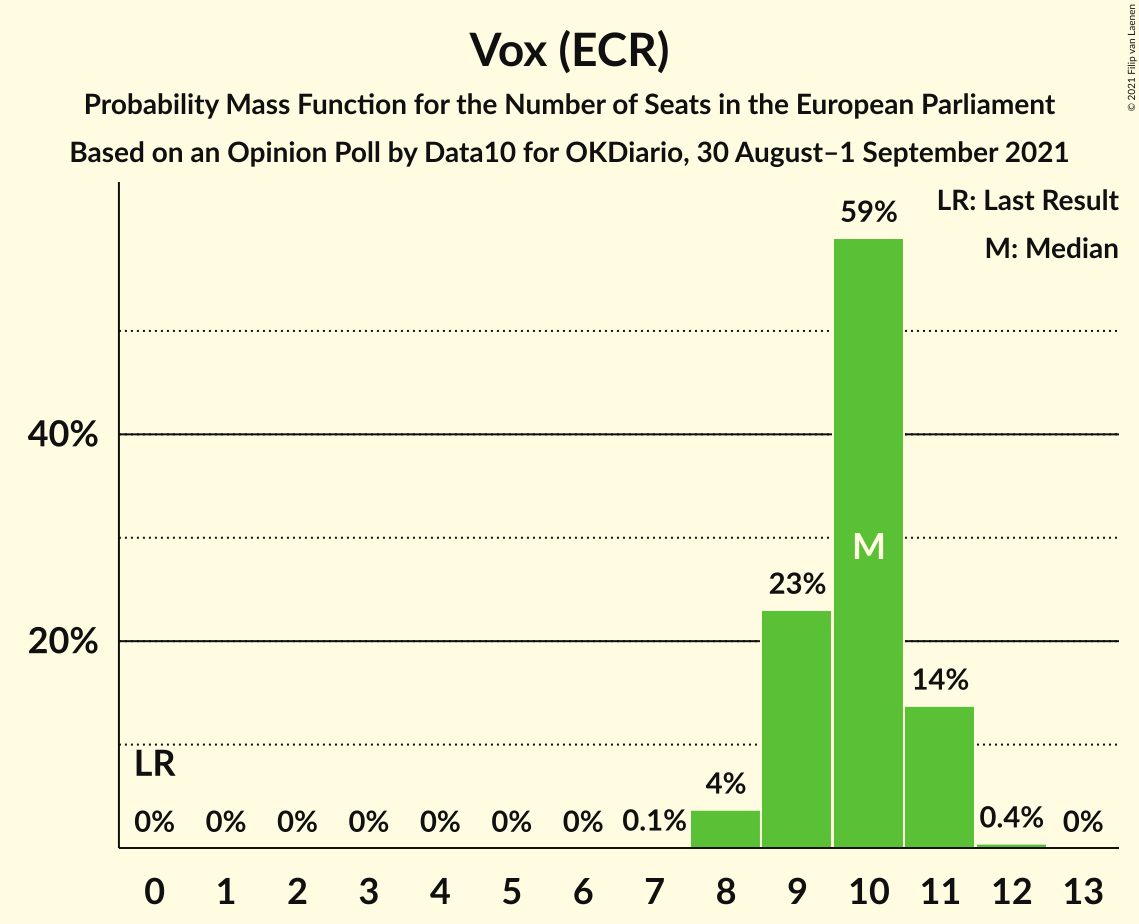 Vox (ECR)
Probability Mass Function for the Number of Seats in the European Parliament
Based on an Opinion Poll by Data10 for OKDiario, 30 August–1 September 2021
© 2021 Filip van Laenen
LR: Last Result
M: Median
59%
40%
M
23%
20%
14%
LR
4%
0% 0% 0% 0% 0% 0% 0% 0.1% 0.4% 0%
0 1 2 3 4 5 6 7 8 9 10 11 12 13